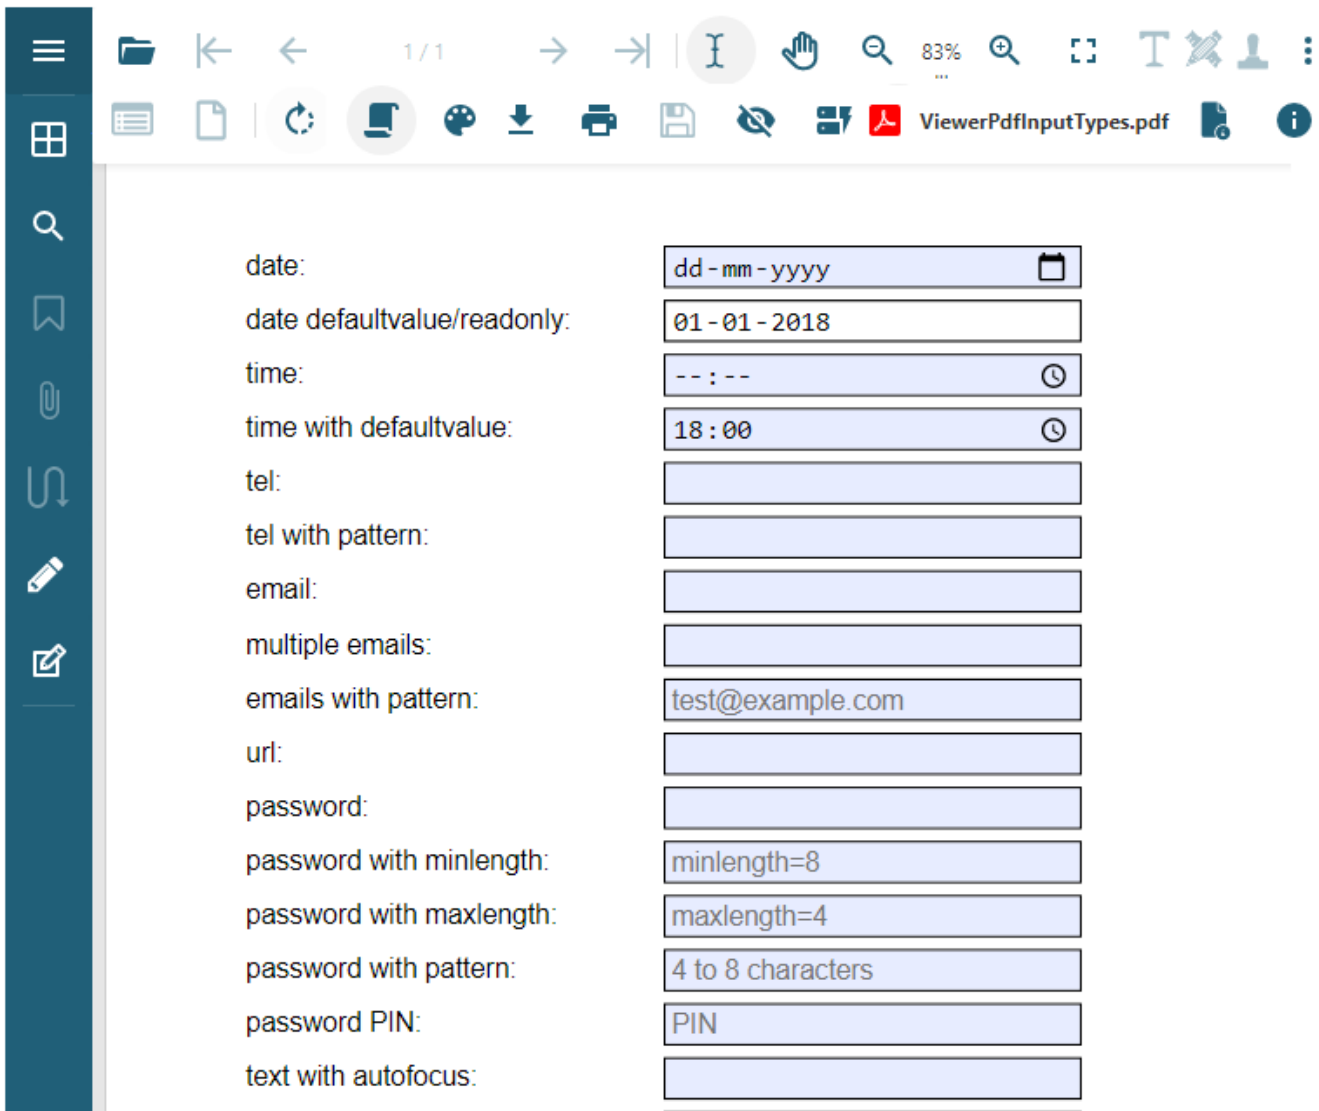 1 / 1
83%
...
ViewerPdfInputTypes.pdf
date: dd-mm-yyyy
date defaultvalue/readonly: 01-01-2018
time: --:--
time with defaultvalue: 18:00
tel:
tel with pattern:
email:
multiple emails:
emails with pattern: test@example.com
url:
password:
password with minlength: minlength=8
password with maxlength: maxlength=4
password with pattern: 4 to 8 characters
password PIN: PIN
text with autofocus: